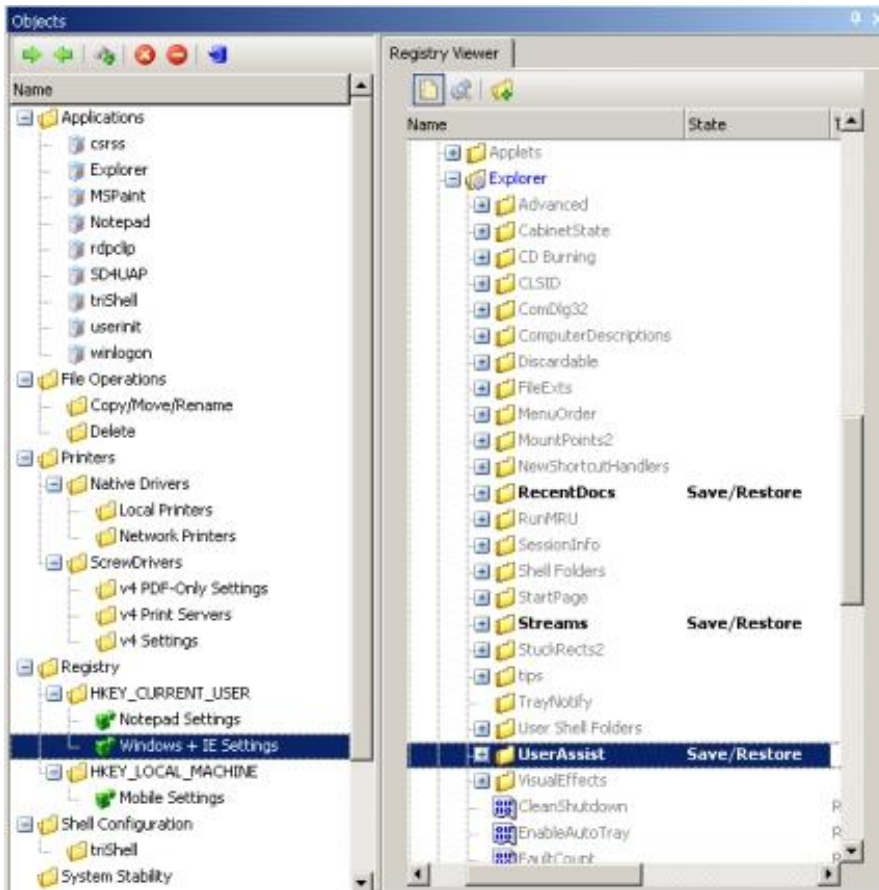 Objects
Name
Applications
csrss
Explorer
MSPaint
Notepad
rdpclip
SD4UAP
triShell
userinit
winlogon
File Operations
Copy/Move/Rename
Delete
Printers
Native Drivers
Local Printers
Network Printers
ScrewDrivers
v4 PDF-Only Settings
v4 Print Servers
v4 Settings
Registry
HKEY_CURRENT_USER
Notepad Settings
Windows + IE Settings
HKEY_LOCAL_MACHINE
Mobile Settings
Shell Configuration
triShell
System Stability
Registry Viewer
Name State
Applets
Explorer
Advanced
CabinetState
CD Burning
CLSID
ComDlg32
ComputerDescriptions
Discardable
FileExts
MenuOrder
MountPoints2
NewShortcutHandlers
RecentDocs Save/Restore
RunMRU
SessionInfo
Shell Folders
StartPage
Streams Save/Restore
StuckRects2
tips
TrayNotify
User Shell Folders
UserAssist Save/Restore
VisualEffects
CleanShutdown R
EnableAutoTray R
FaultCount R